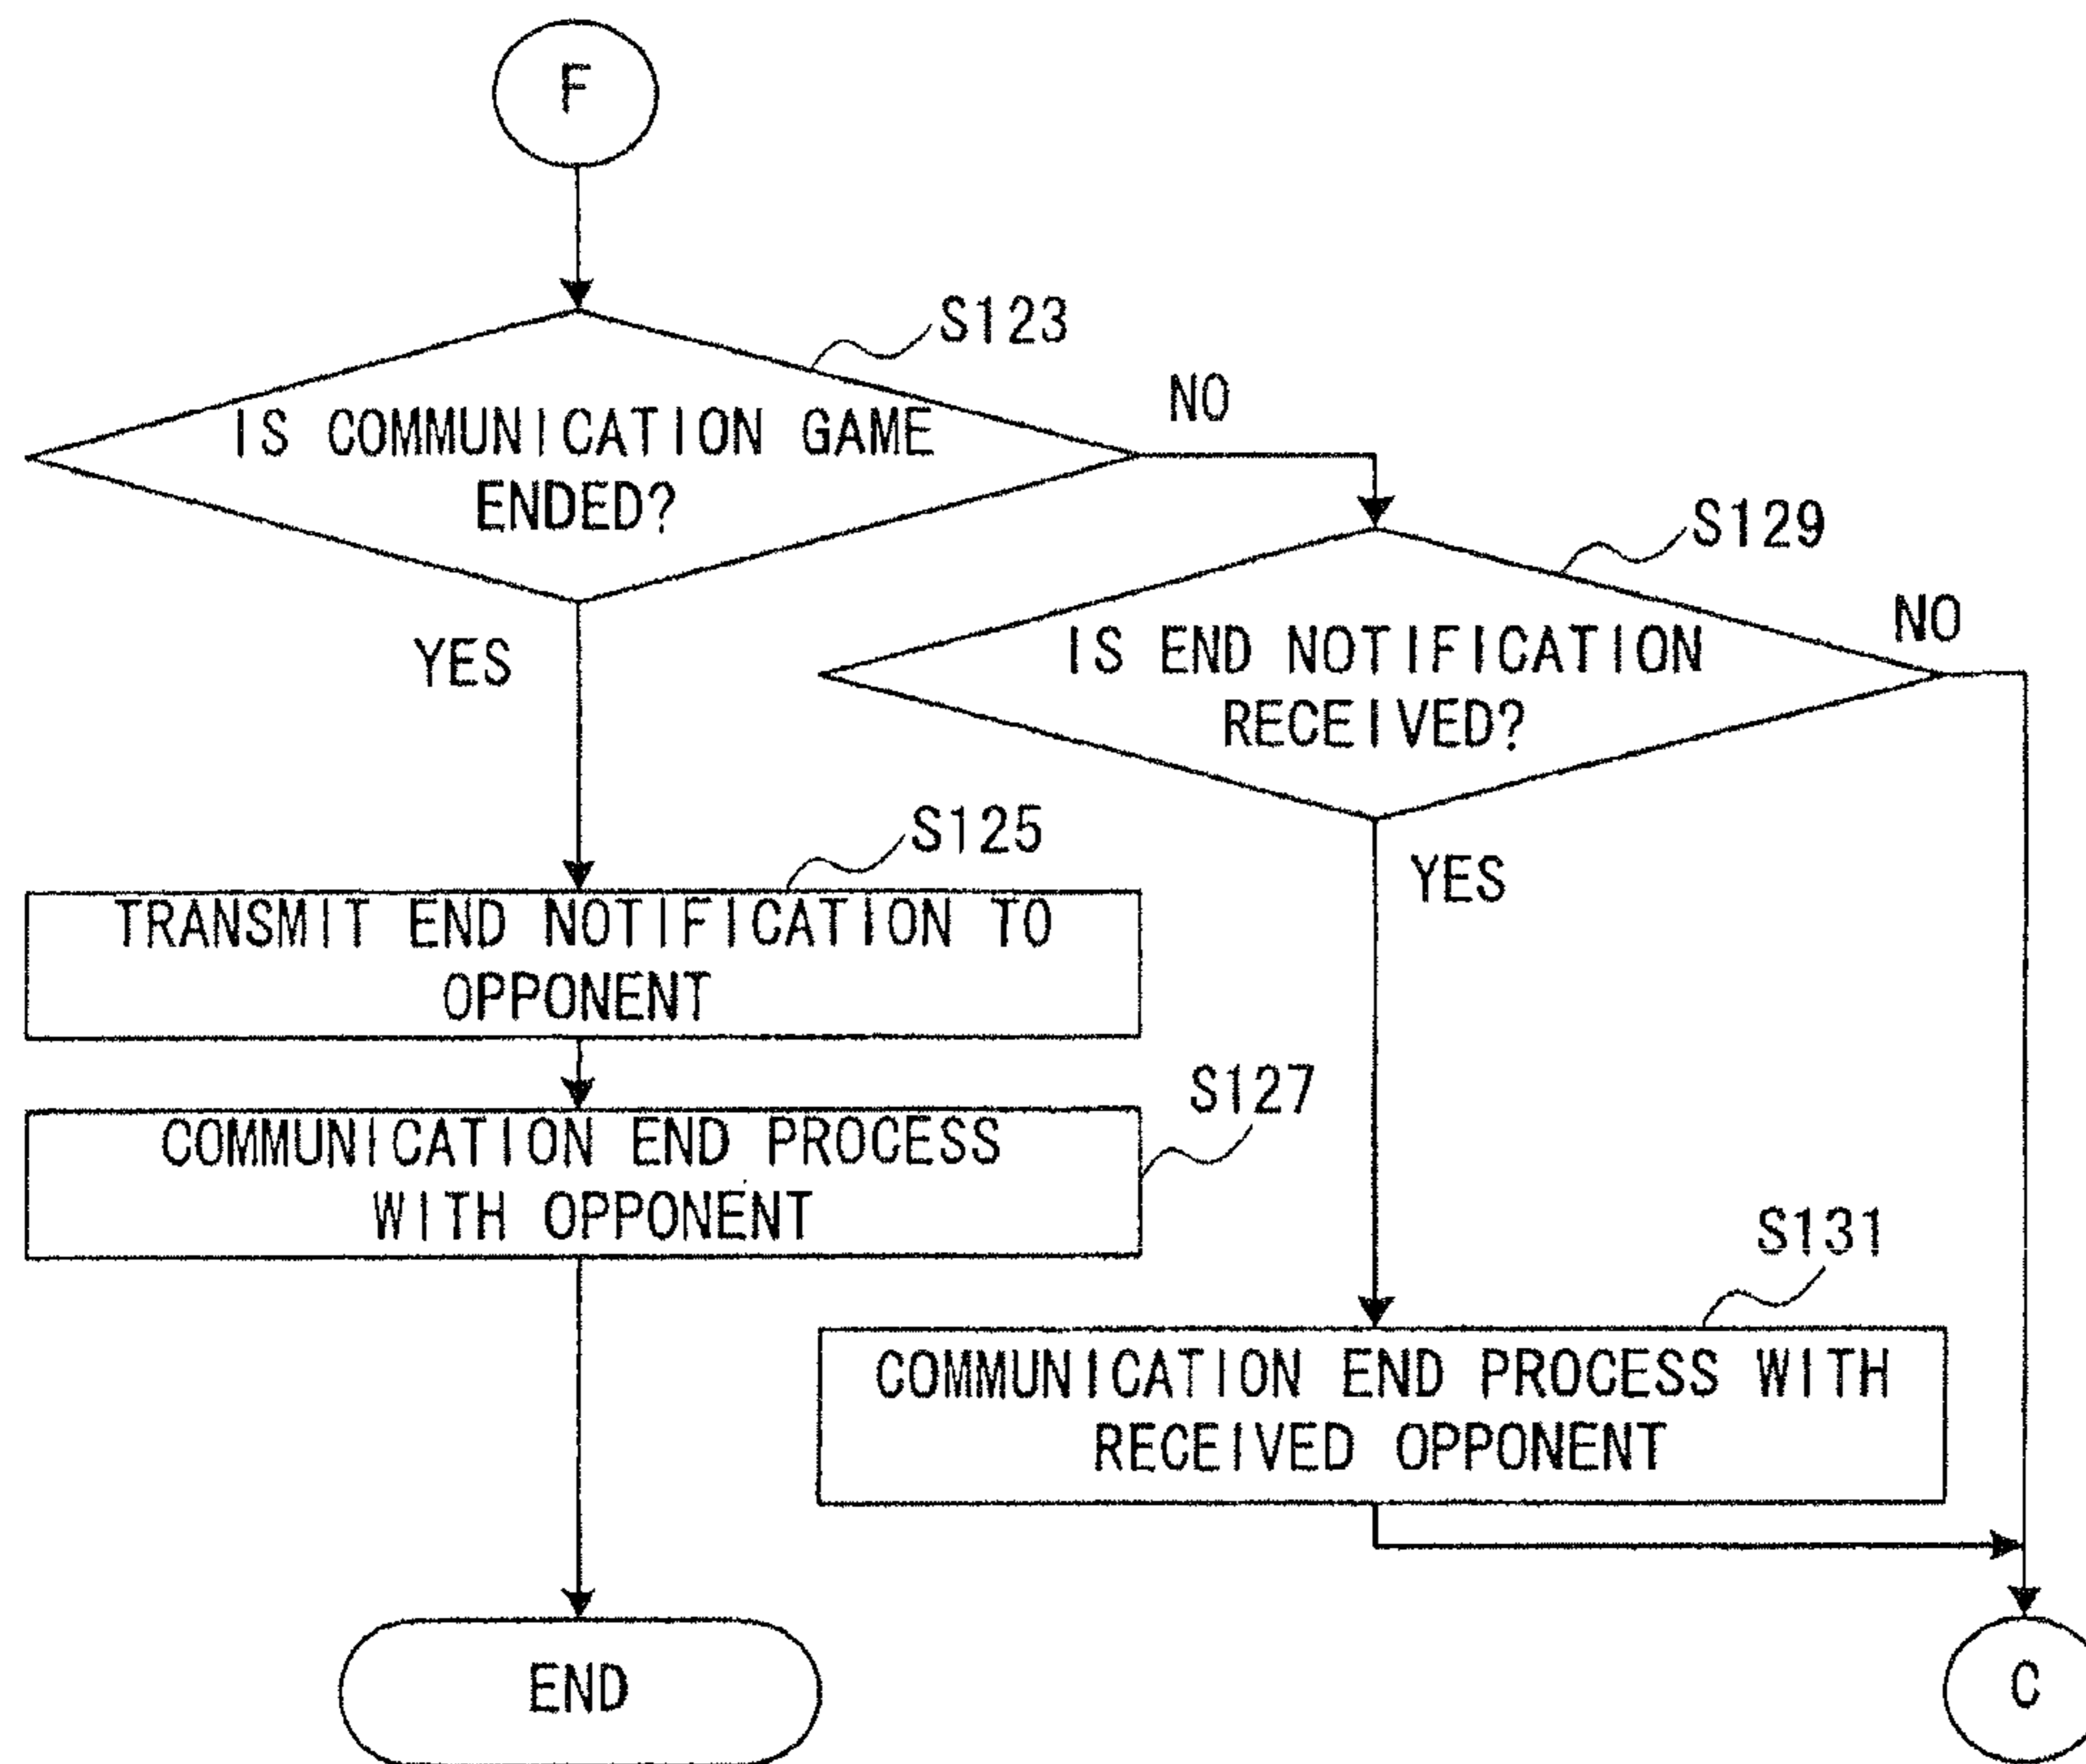 F
S123
IS COMMUNICATION GAME
ENDED?
NO
YES
S129
IS END NOTIFICATION
RECEIVED?
NO
YES
S125
TRANSMIT END NOTIFICATION TO
OPPONENT
S127
COMMUNICATION END PROCESS
WITH OPPONENT
S131
COMMUNICATION END PROCESS WITH
RECEIVED OPPONENT
END
C